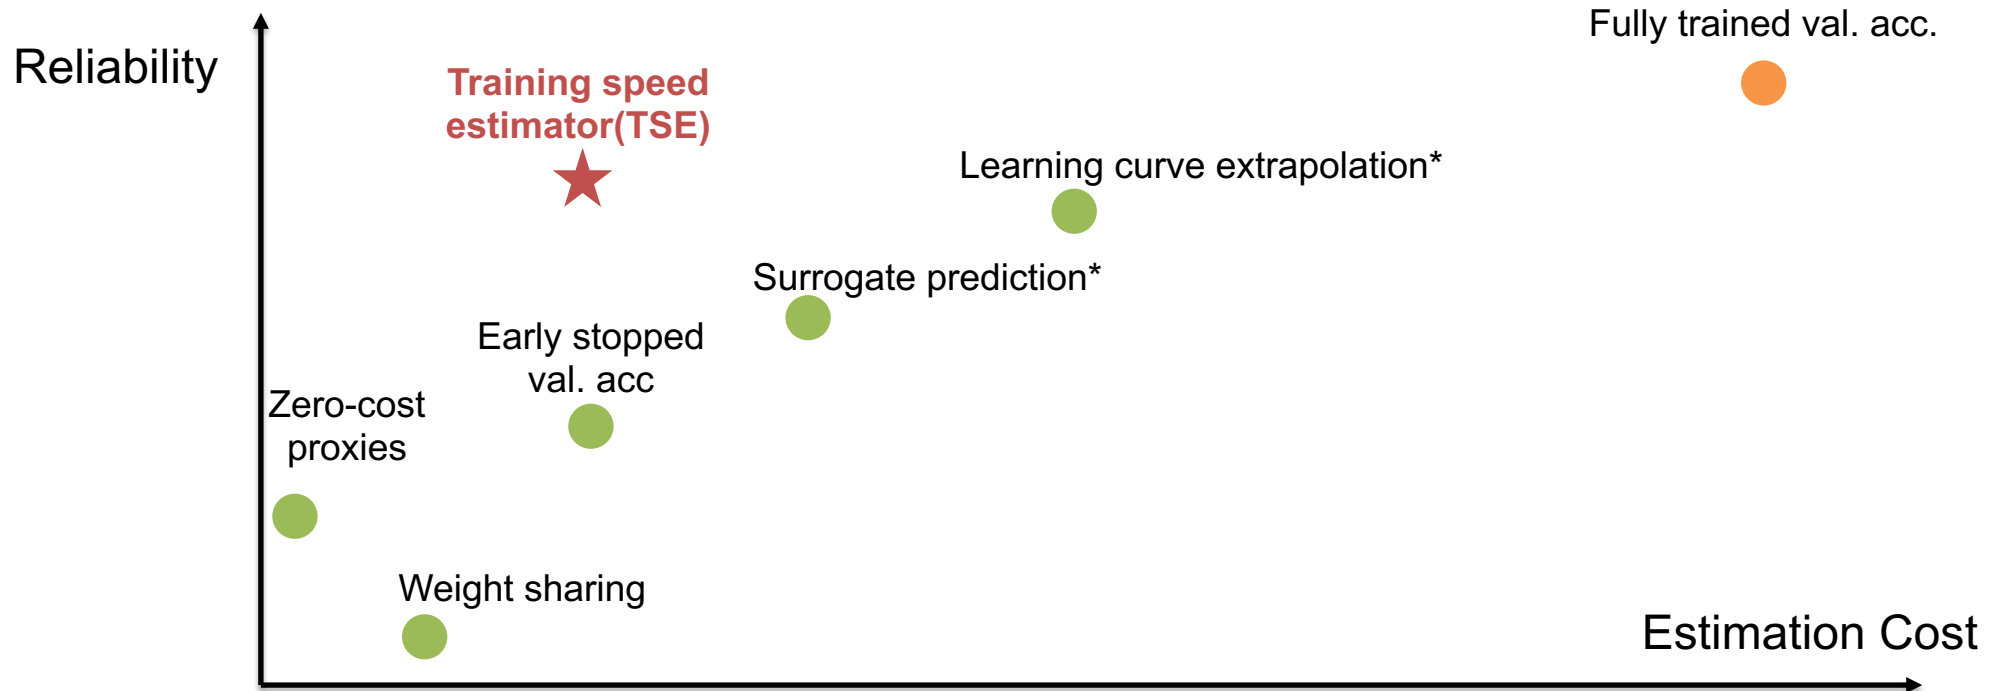 Fully trained val. acc.
Reliability
Training speed
estimator(TSE)
Learning curve extrapolation*
Surrogate prediction*
Early stopped
val. acc
Zero-cost
proxies
Weight sharing
Estimation Cost